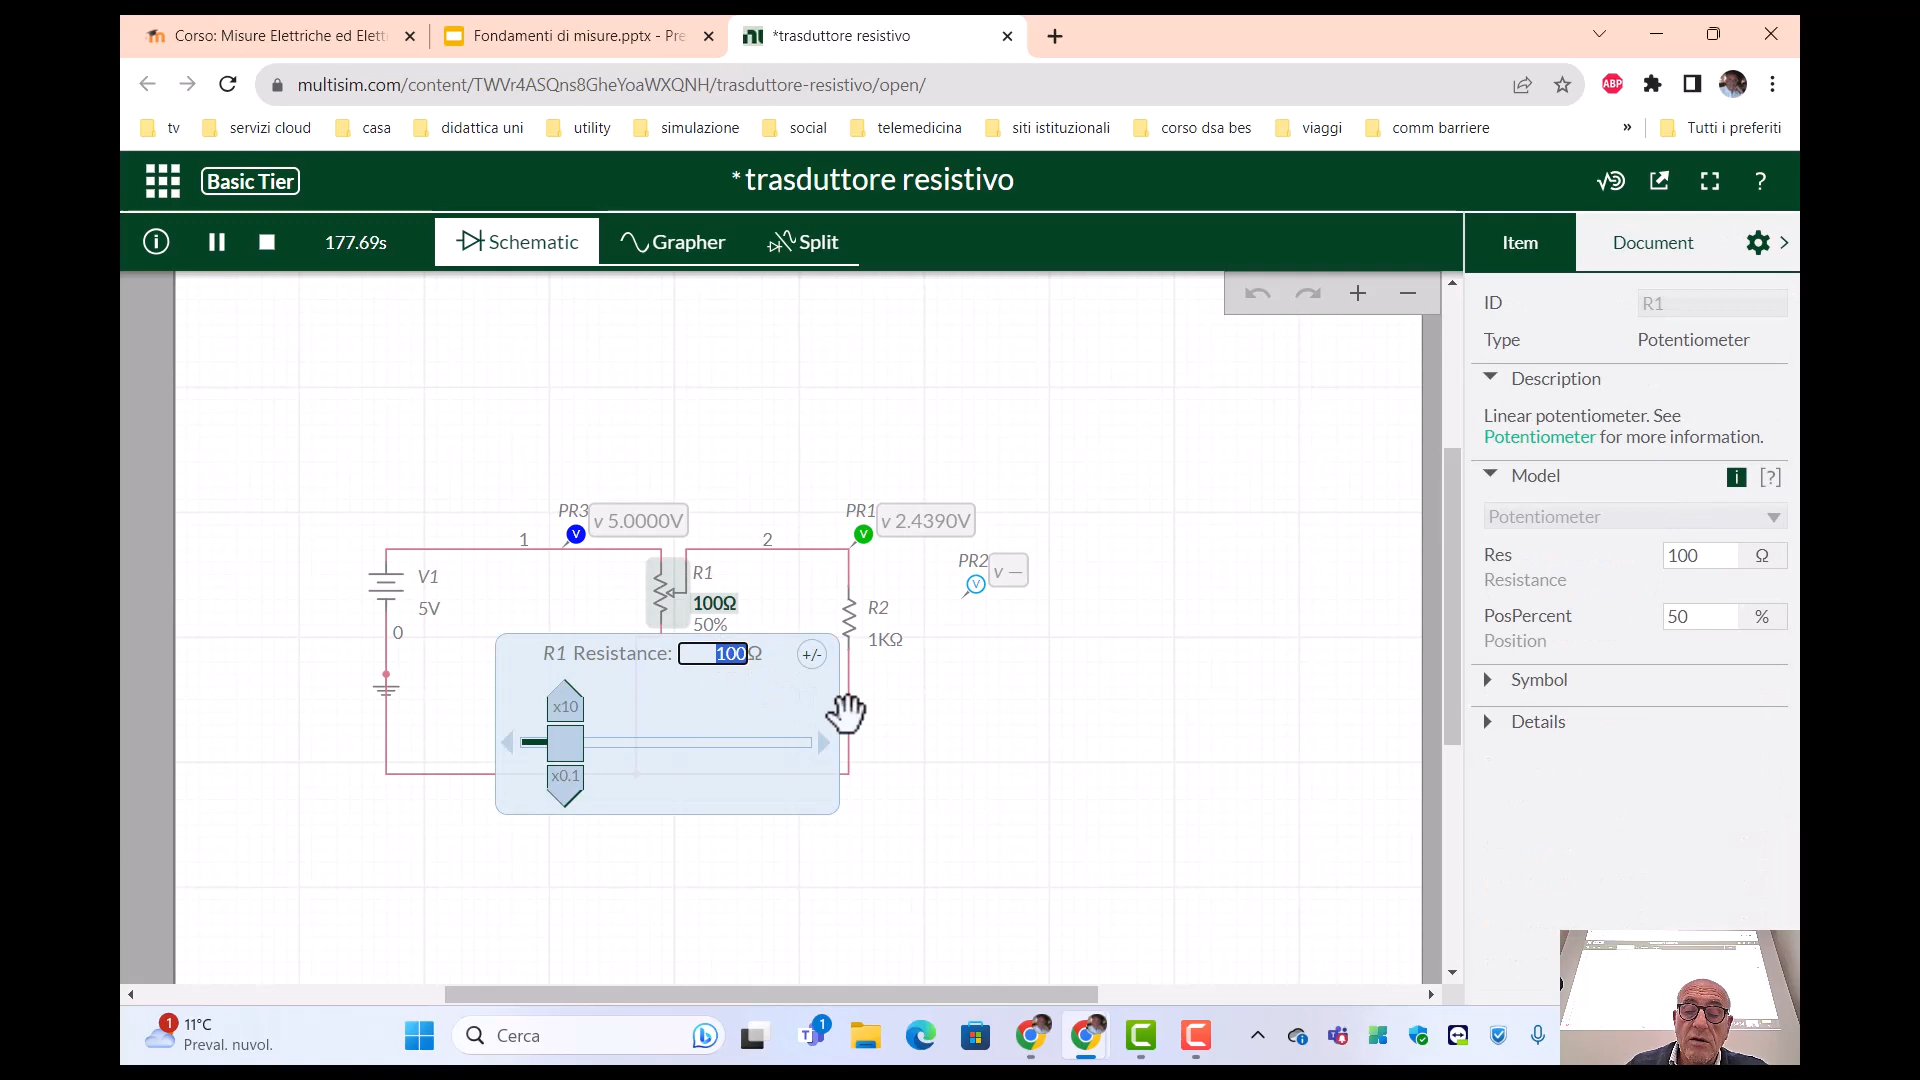 Corso: Misure Elettriche ed Elett
Fondamenti di misure.pptx - Pre
*trasduttore resistivo
multisim.com/content/TWVr4ASQns8GheYoaWXQNH/trasduttore-resistivo/open/
ABP
tv
servizi cloud
casa
didattica uni
utility
simulazione
social
telemedicina
siti istituzionali
corso dsa bes
viaggi
comm barriere
»
Tutti i preferiti
Basic Tier
*trasduttore resistivo
?
177.69s
Schematic
Grapher
Split
Item
Document
ID
R1
Type
Potentiometer
Description
Linear potentiometer. See
Potentiometer for more information.
Model
i
[?]
Potentiometer
Res
100
Ω
Resistance
PosPercent
50
%
Position
Symbol
Details
PR3
v 5.0000V
V
1
2
PR1
v 2.4390V
V
PR2
v —
V
V1
5V
0
R1
100Ω
50%
R2
1KΩ
R1 Resistance: 100Ω
+/-
x10
x0.1
1
11°C
Preval. nuvol.
Cerca
1